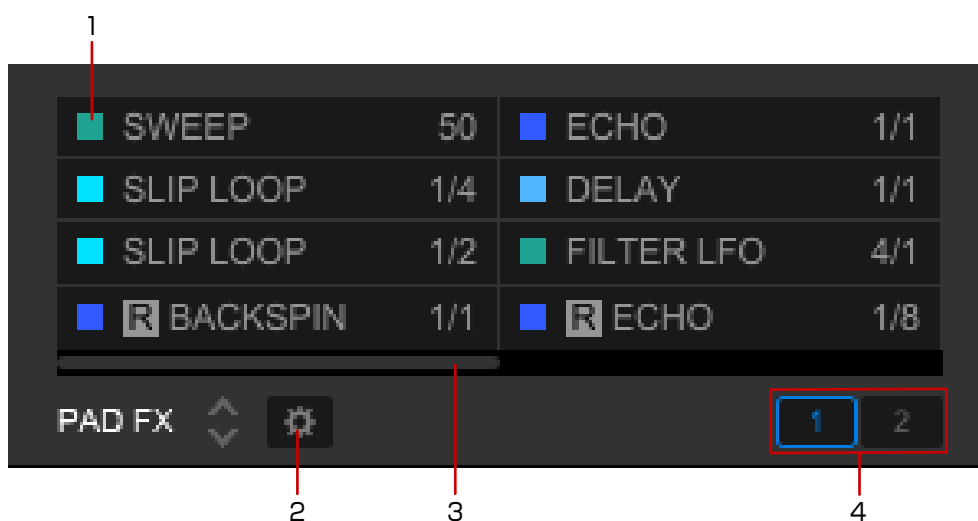 1
SWEEP 50 ECHO 1/1
SLIP LOOP 1/4 DELAY 1/1
SLIP LOOP 1/2 FILTER LFO 4/1
R BACKSPIN 1/1 R ECHO 1/8
PAD FX 1 2
2 3 4